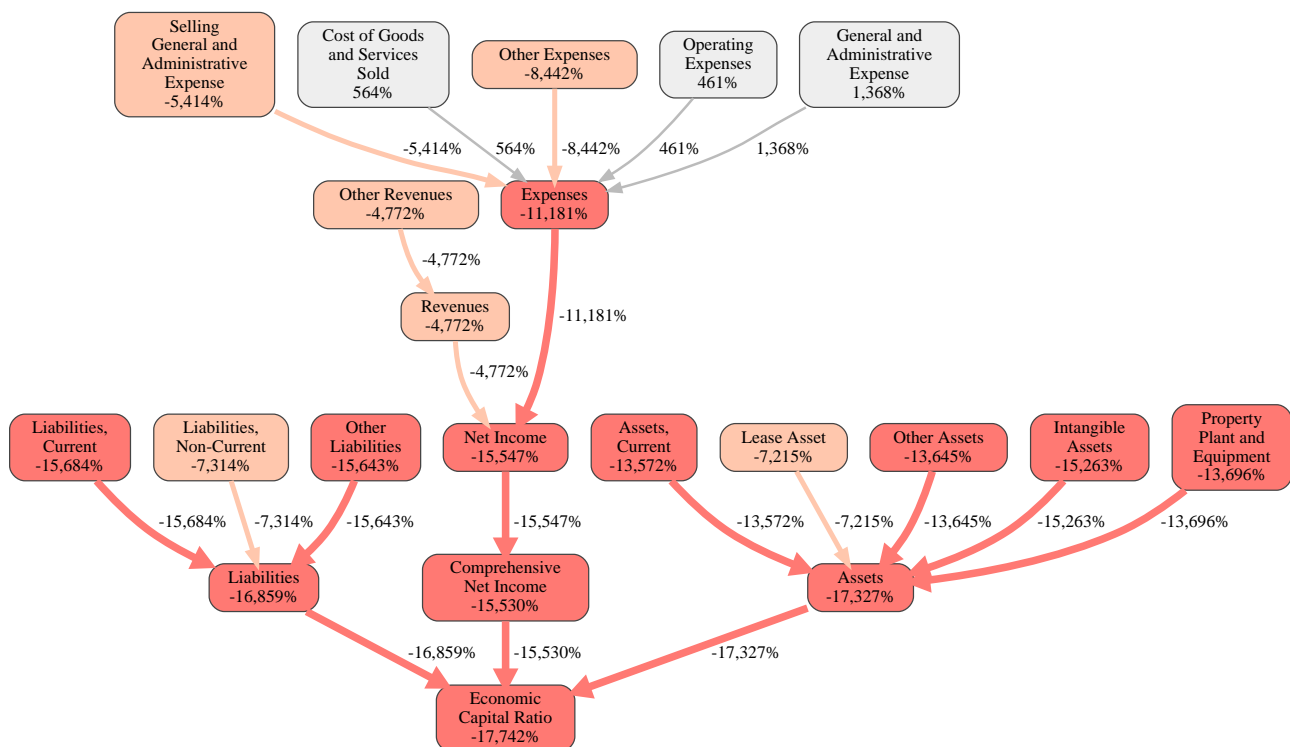 Selling
General and
Administrative
Expense
-5,414%
Cost of Goods
and Services
Sold
564%
Other Expenses
-8,442%
Operating
Expenses
461%
General and
Administrative
Expense
1,368%
-5,414%
564%
-8,442%
461%
1,368%
Other Revenues
-4,772%
Expenses
-11,181%
-4,772%
-11,181%
Revenues
-4,772%
-4,772%
Liabilities,
Current
-15,684%
Liabilities,
Non-Current
-7,314%
Other
Liabilities
-15,643%
Net Income
-15,547%
Assets,
Current
-13,572%
Lease Asset
-7,215%
Other Assets
-13,645%
Intangible
Assets
-15,263%
Property
Plant and
Equipment
-13,696%
-15,684%
-7,314%
-15,643%
-15,547%
-13,572%
-7,215%
-13,645%
-15,263%
-13,696%
Liabilities
-16,859%
Comprehensive
Net Income
-15,530%
Assets
-17,327%
-16,859%
-15,530%
-17,327%
Economic
Capital Ratio
-17,742%